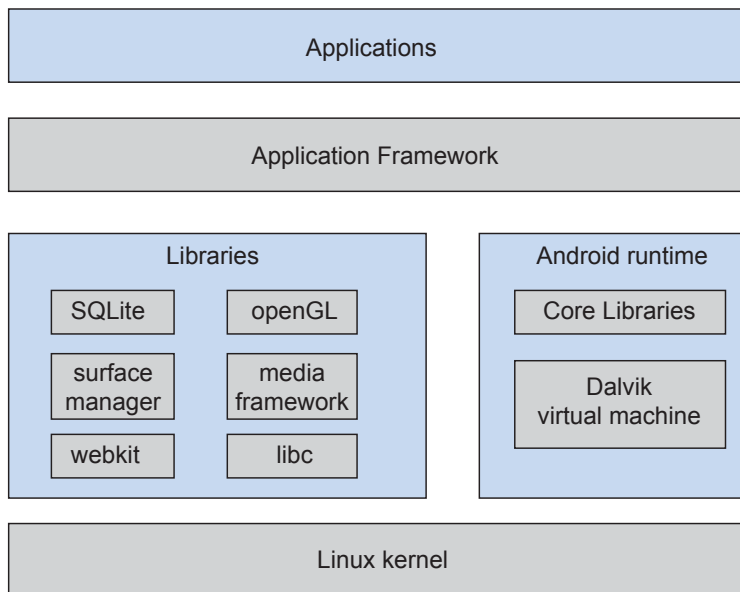 Applications
Application Framework
Libraries
SQLite
openGL
surface
manager
media
framework
webkit
libc
Android runtime
Core Libraries
Dalvik
virtual machine
Linux kernel